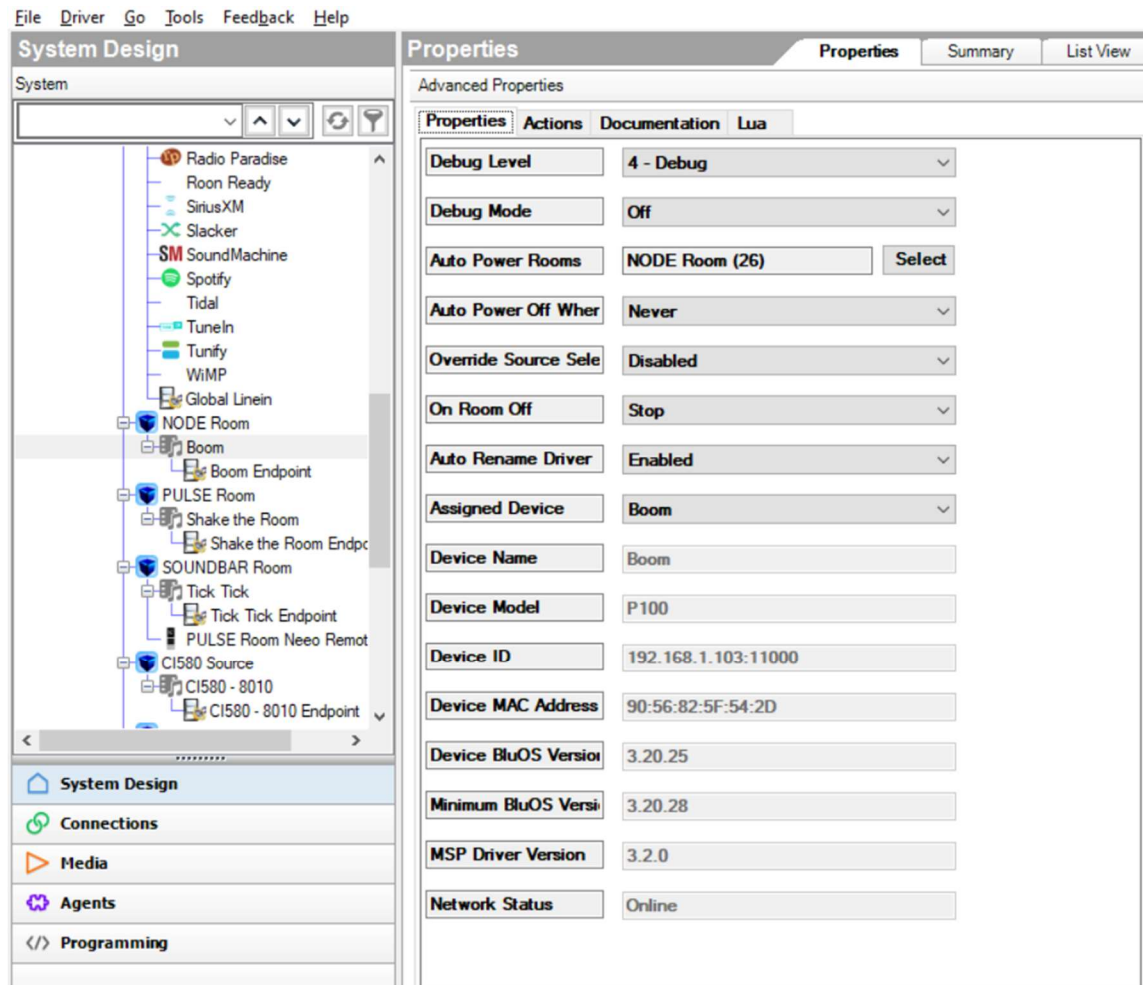 File Driver Go Tools Feedback Help
System Design
System
Radio Paradise
Roon Ready
SiriusXM
Slacker
SM SoundMachine
Spotify
Tidal
TuneIn
Tunify
WiMP
Global Linein
NODE Room
Boom
Boom Endpoint
PULSE Room
Shake the Room
Shake the Room Endpo
SOUNDBAR Room
Tick Tick
Tick Tick Endpoint
PULSE Room Neeo Remot
CI580 Source
CI580 - 8010
CI580 - 8010 Endpoint
System Design
Connections
Media
Agents
Programming
Properties Properties Summary List View
Advanced Properties
Properties Actions Documentation Lua
Debug Level 4 - Debug
Debug Mode Off
Auto Power Rooms NODE Room (26) Select
Auto Power Off Wher Never
Override Source Sele Disabled
On Room Off Stop
Auto Rename Driver Enabled
Assigned Device Boom
Device Name Boom
Device Model P100
Device ID 192.168.1.103:11000
Device MAC Address 90:56:82:5F:54:2D
Device BluOS Version 3.20.25
Minimum BluOS Versi 3.20.28
MSP Driver Version 3.2.0
Network Status Online